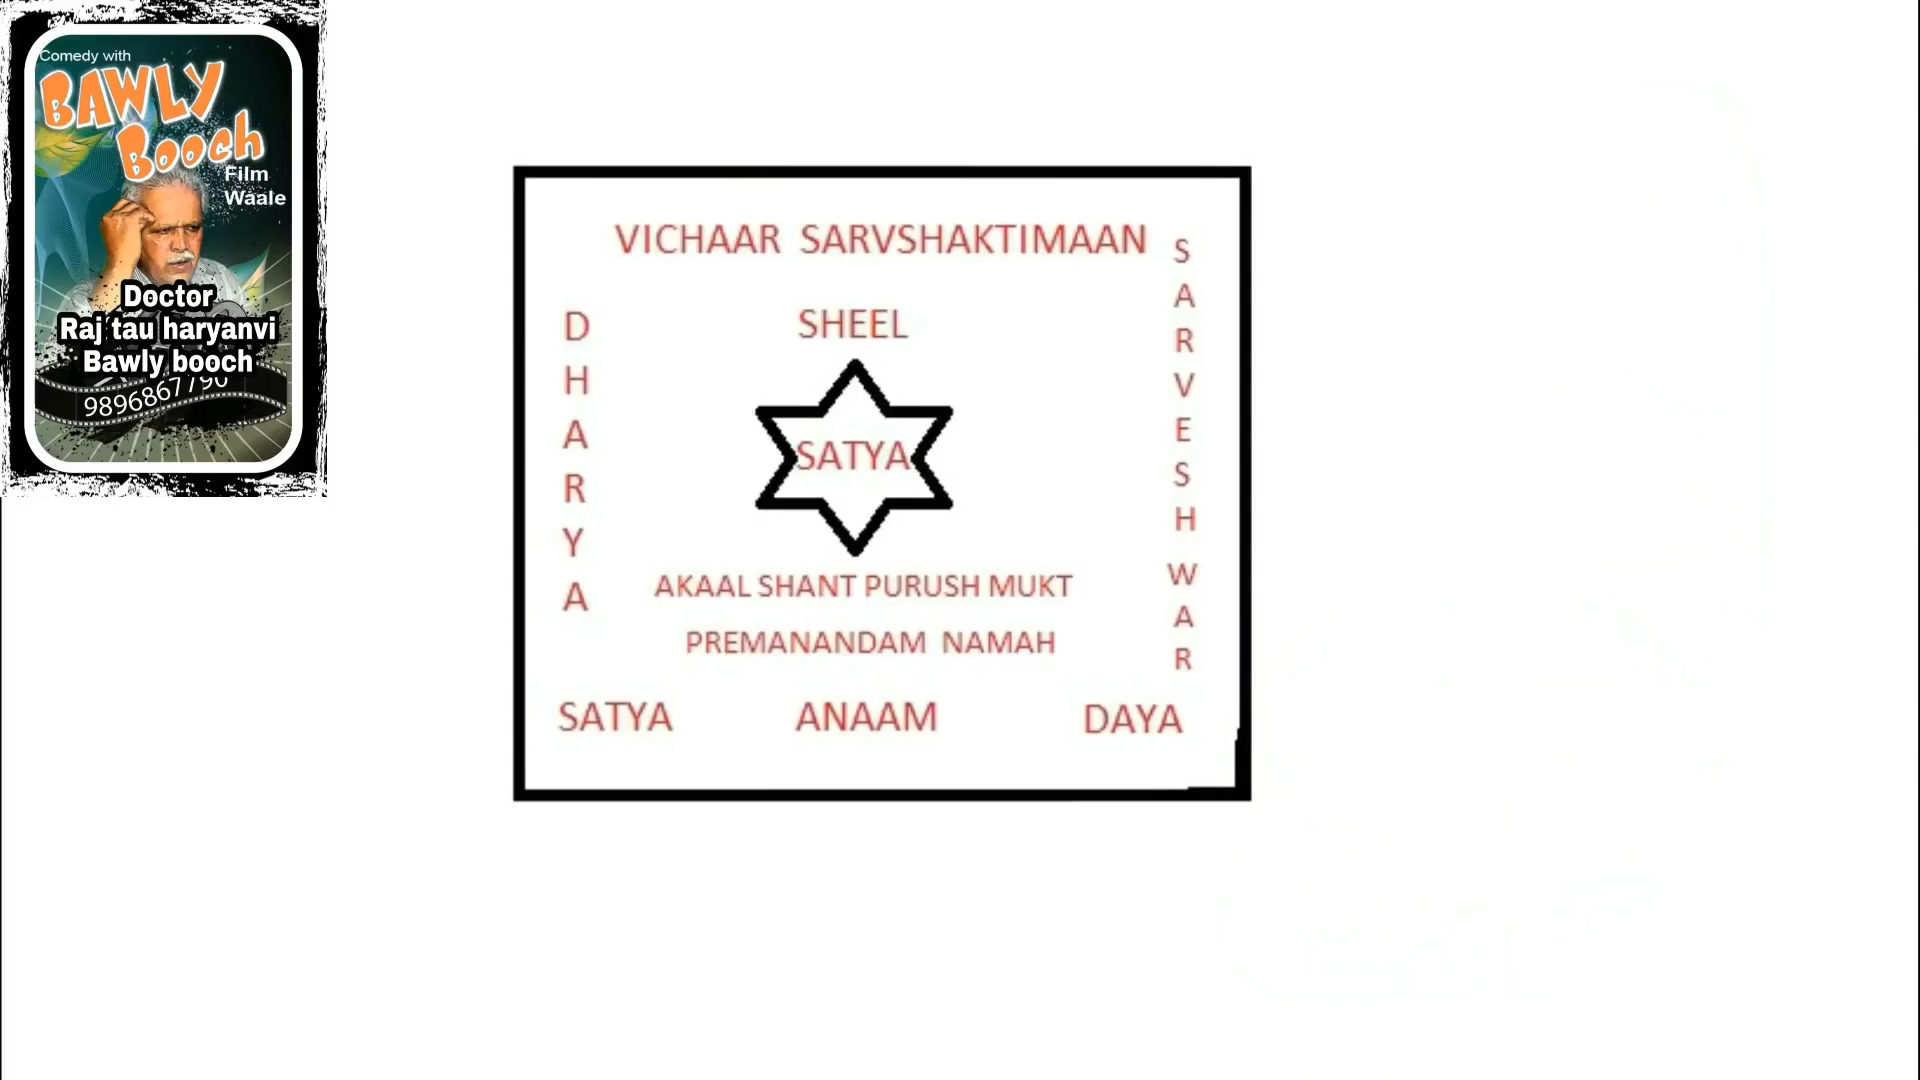 Comedy with
BAWLY
Booch
Film
Waale
Doctor
Raj tau haryanvi
Bawly booch
9896867790
VICHAAR SARVSHAKTIMAAN
SARVESHWAR
DHARYA
SHEEL
SATYA
AKAAL SHANT PURUSH MUKT
PREMANANDAM NAMAH
SATYA ANAAM DAYA